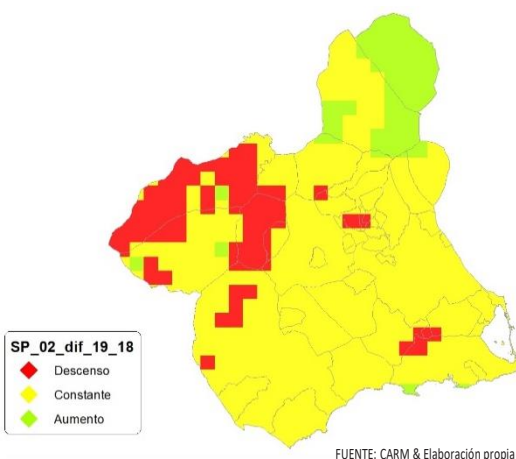 SP_02_dif_19_18
Descenso
Constante
Aumento
FUENTE: CARM & Elaboración propia